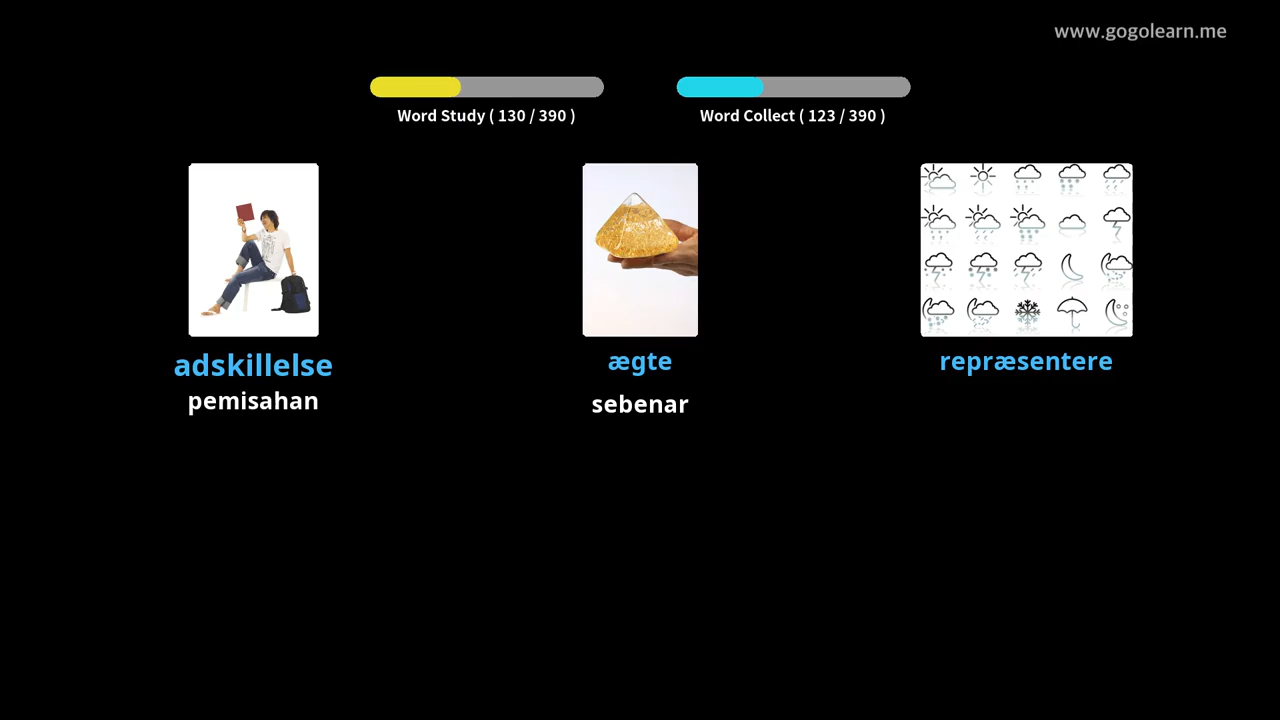 www.gogolearn.me
Word Study ( 130 / 390 )
Word Collect ( 123 / 390 )
adskillelse
pemisahan
ægte
sebenar
repræsentere